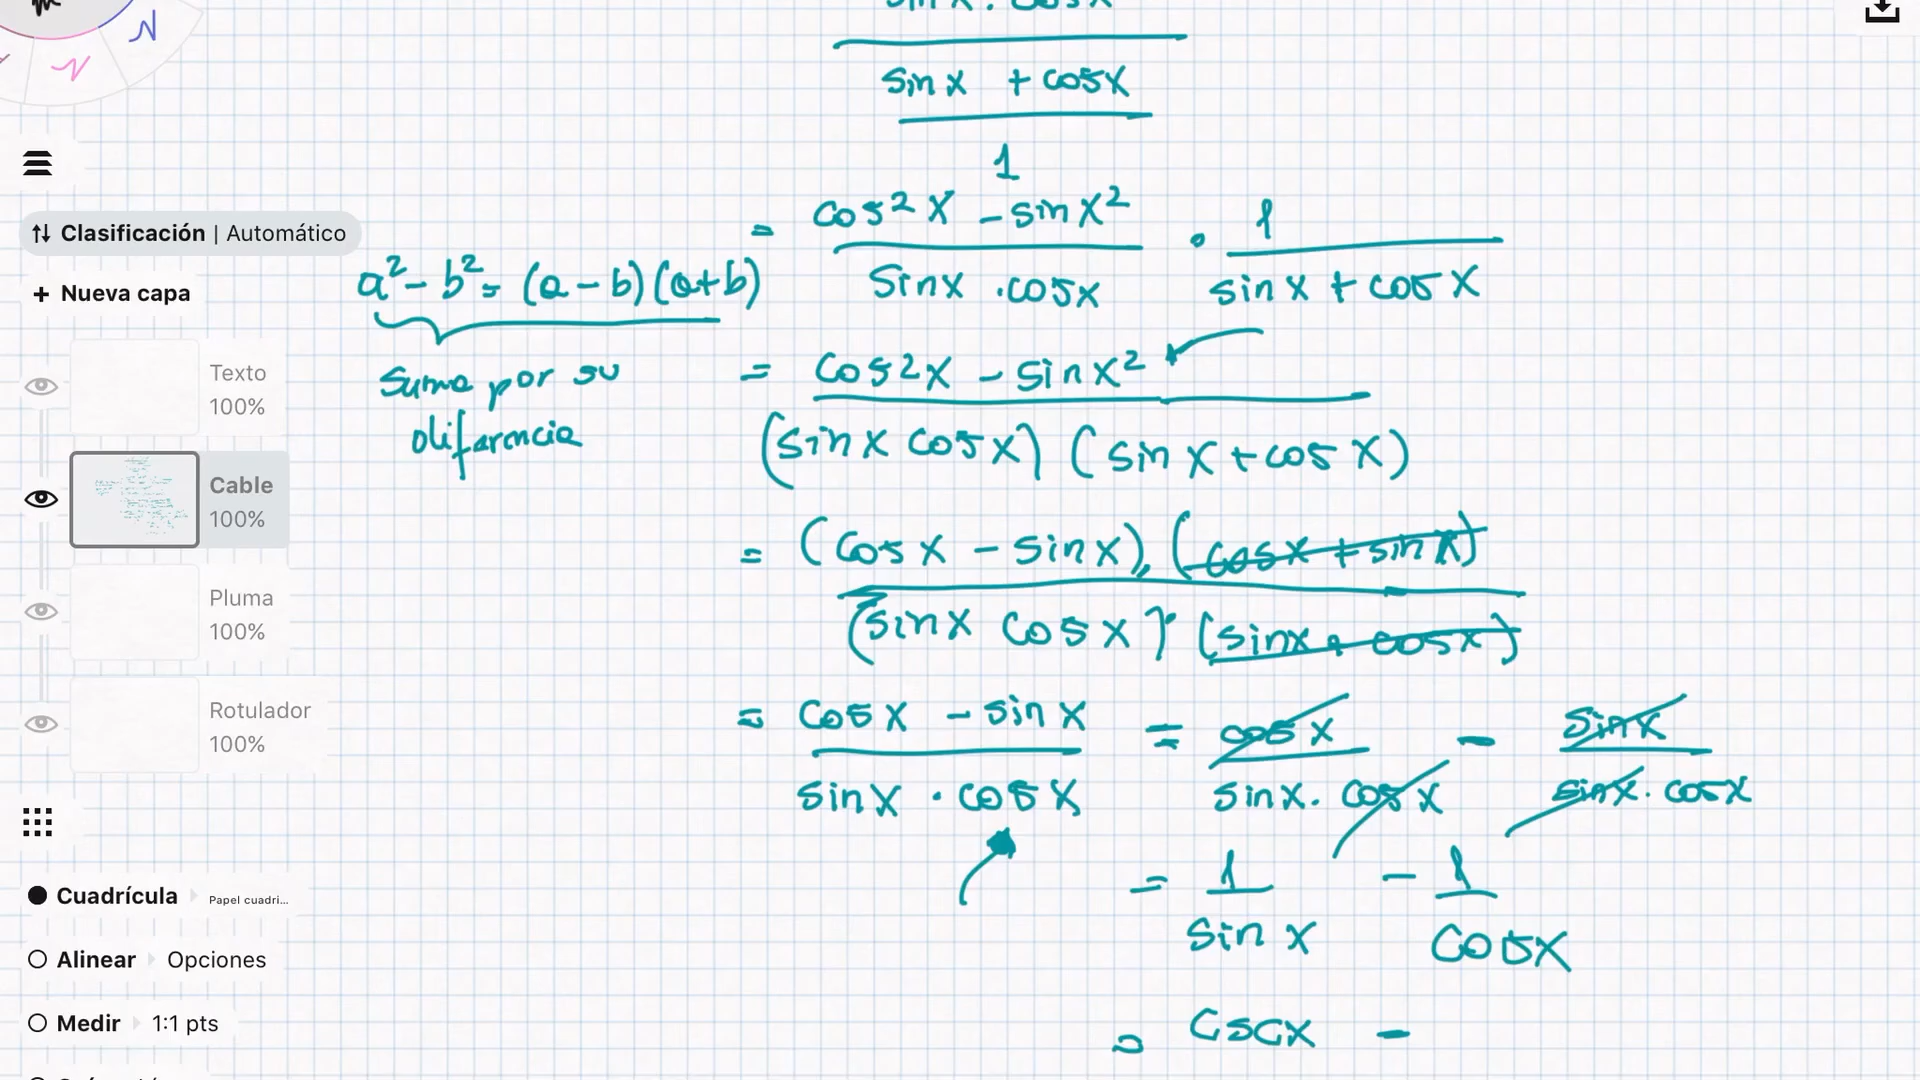 sin x . cos x
sin x + cos x
1
= cos²x - sin x² / sin x . cos x . 1 / sin x + cos x
a² - b² = (a - b)(a + b)
Suma por su
diferencia
= cos2x - sin x² / (sin x cos x) (sin x + cos x)
= (cos x - sin x) . (cos x + sin x) / (sin x cos x) . (sin x + cos x)
= cos x - sin x / sin x . cos x = cos x / sin x . cos x - sin x / sin x . cos x
= 1 / sin x - 1 / cos x
= csc x -
Clasificación | Automático
+ Nueva capa
Texto
100%
Cable
100%
Pluma
100%
Rotulador
100%
Cuadrícula Papel cuadri...
Alinear Opciones
Medir 1:1 pts